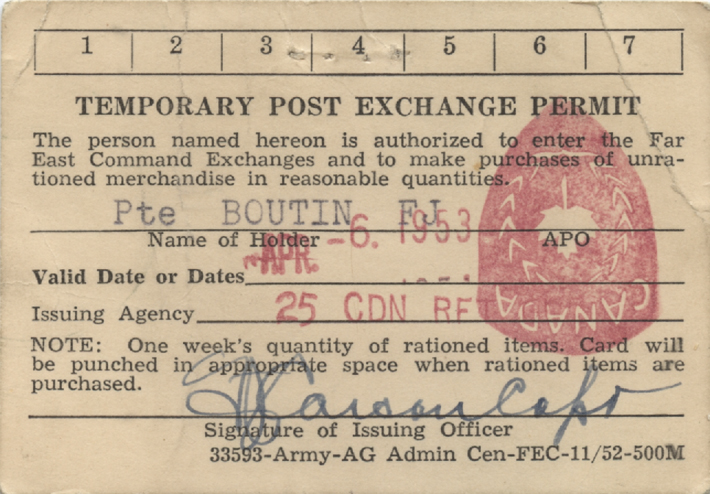 1 2 3 4 5 6 7
TEMPORARY POST EXCHANGE PERMIT
The person named hereon is authorized to enter the Far
East Command Exchanges and to make purchases of unra-
tioned merchandise in reasonable quantities.
Pte BOUTIN FJ
Name of Holder APO
APR. -6. 1953
Valid Date or Dates
Issuing Agency 25 CDN
CANADA
NOTE: One week's quantity of rationed items. Card will
be punched in appropriate space when rationed items are
purchased.
Signature of Issuing Officer
33593-Army-AG Admin Cen-FEC-11/52-500M